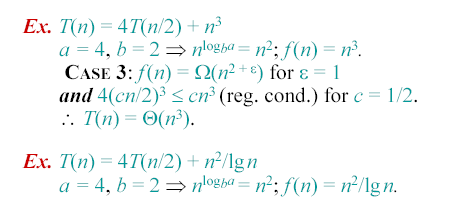 Ex. T(n) = 4T(n/2) + n³
a = 4, b = 2 ⇒ n^(log_b a) = n²; f(n) = n³.
CASE 3: f(n) = Ω(n^(2 + ε)) for ε = 1
and 4(cn/2)³ ≤ cn³ (reg. cond.) for c = 1/2.
∴ T(n) = Θ(n³).
Ex. T(n) = 4T(n/2) + n²/lg n
a = 4, b = 2 ⇒ n^(log_b a) = n²; f(n) = n²/lg n.